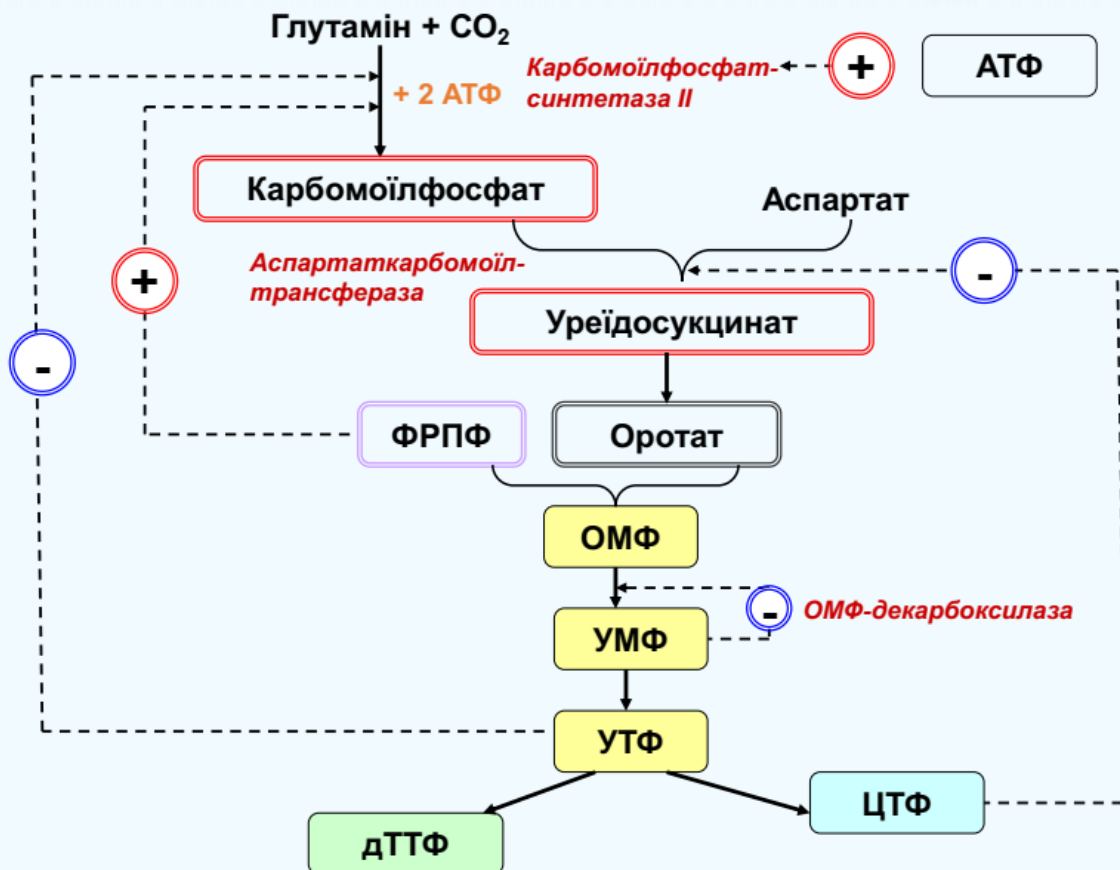 Глутамін + CO₂
+ 2 АТФ
Карбомоїлфосфат-
синтетаза II
+
АТФ
Карбомоїлфосфат
Аспартат
+
Аспартаткарбомоїл-
трансфераза
-
Уреїдосукцинат
-
ФРПФ
Оротат
ОМФ
-
ОМФ-декарбоксилаза
УМФ
УТФ
ЦТФ
дТТФ